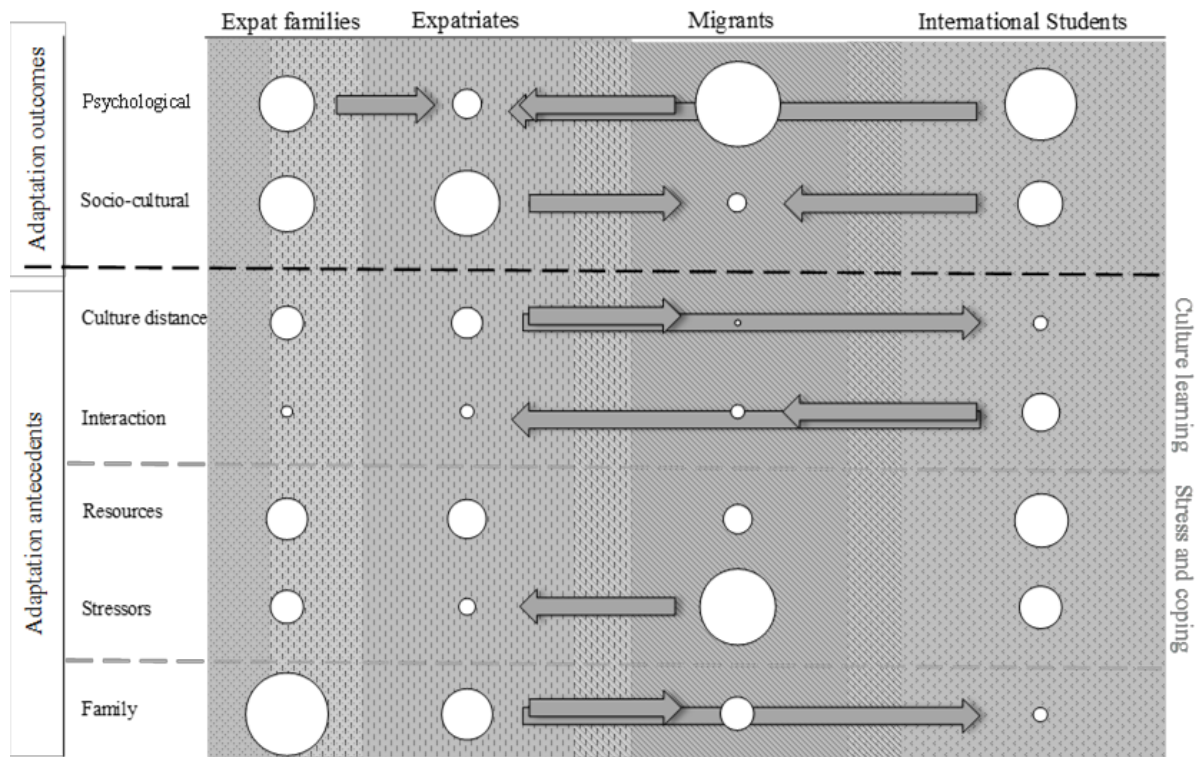 Expat families Expatriates Migrants International Students
Adaptation outcomes
Psychological
Socio-cultural
Adaptation antecedents
Culture distance
Interaction
Culture learning
Resources
Stressors
Stress and coping
Family